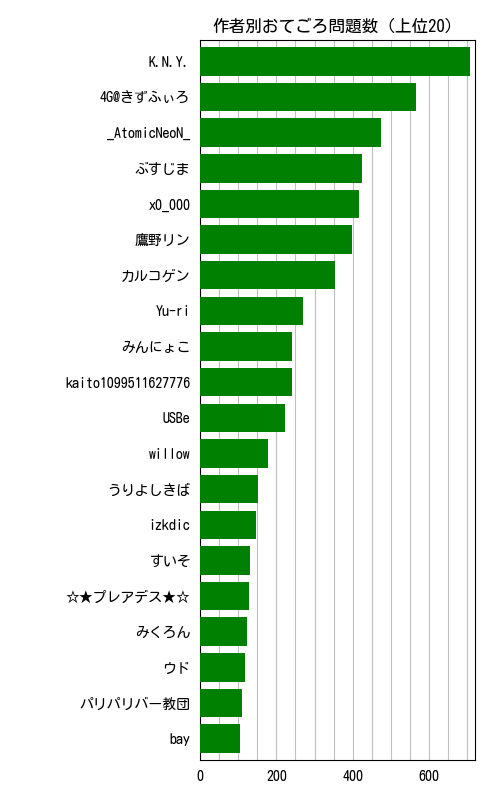 作者別おてごろ問題数 (上位20)
K.N.Y.
4G@きずふぃろ
_AtomicNeoN_
ぶすじま
x0_000
鷹野リン
カルコゲン
Yu-ri
みんにょこ
kaito1099511627776
USBe
willow
うりよしきば
izkdic
すいそ
☆★プレアデス★☆
みくろん
ウド
パリパリバー教団
bay
0 200 400 600